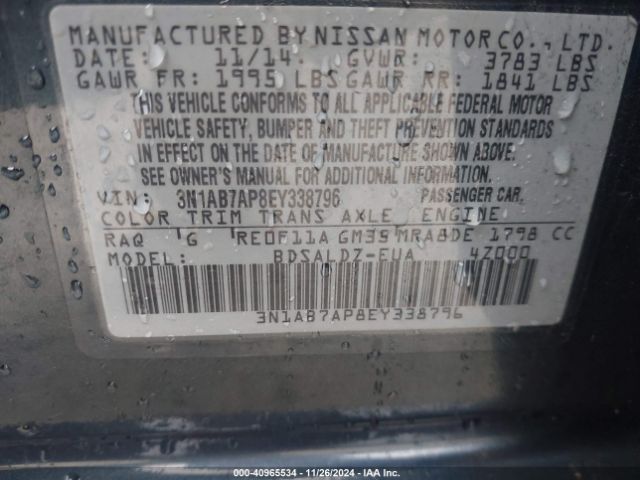 MANUFACTURED BY NISSAN MOTOR CO., LTD.
DATE: 11/14 GVWR: 3783 LBS
GAWR FR: 1995 LBS GAWR RR: 1841 LBS
THIS VEHICLE CONFORMS TO ALL APPLICABLE FEDERAL MOTOR
VEHICLE SAFETY, BUMPER AND THEFT PREVENTION STANDARDS
IN EFFECT ON THE DATE OF MANUFACTURE SHOWN ABOVE.
SEE OWNER'S MANUAL FOR ADDITIONAL INFORMATION.
VIN: 3N1AB7AP8EY338796 PASSENGER CAR.
COLOR TRIM TRANS AXLE ENGINE
RAQ G RE0F11A GM39 MRA8DE 1798 CC
MODEL: BDSALDZ-EUA 4Z000
3N1AB7AP8EY338796
000-40965534 - 11/26/2024 - IAA Inc.